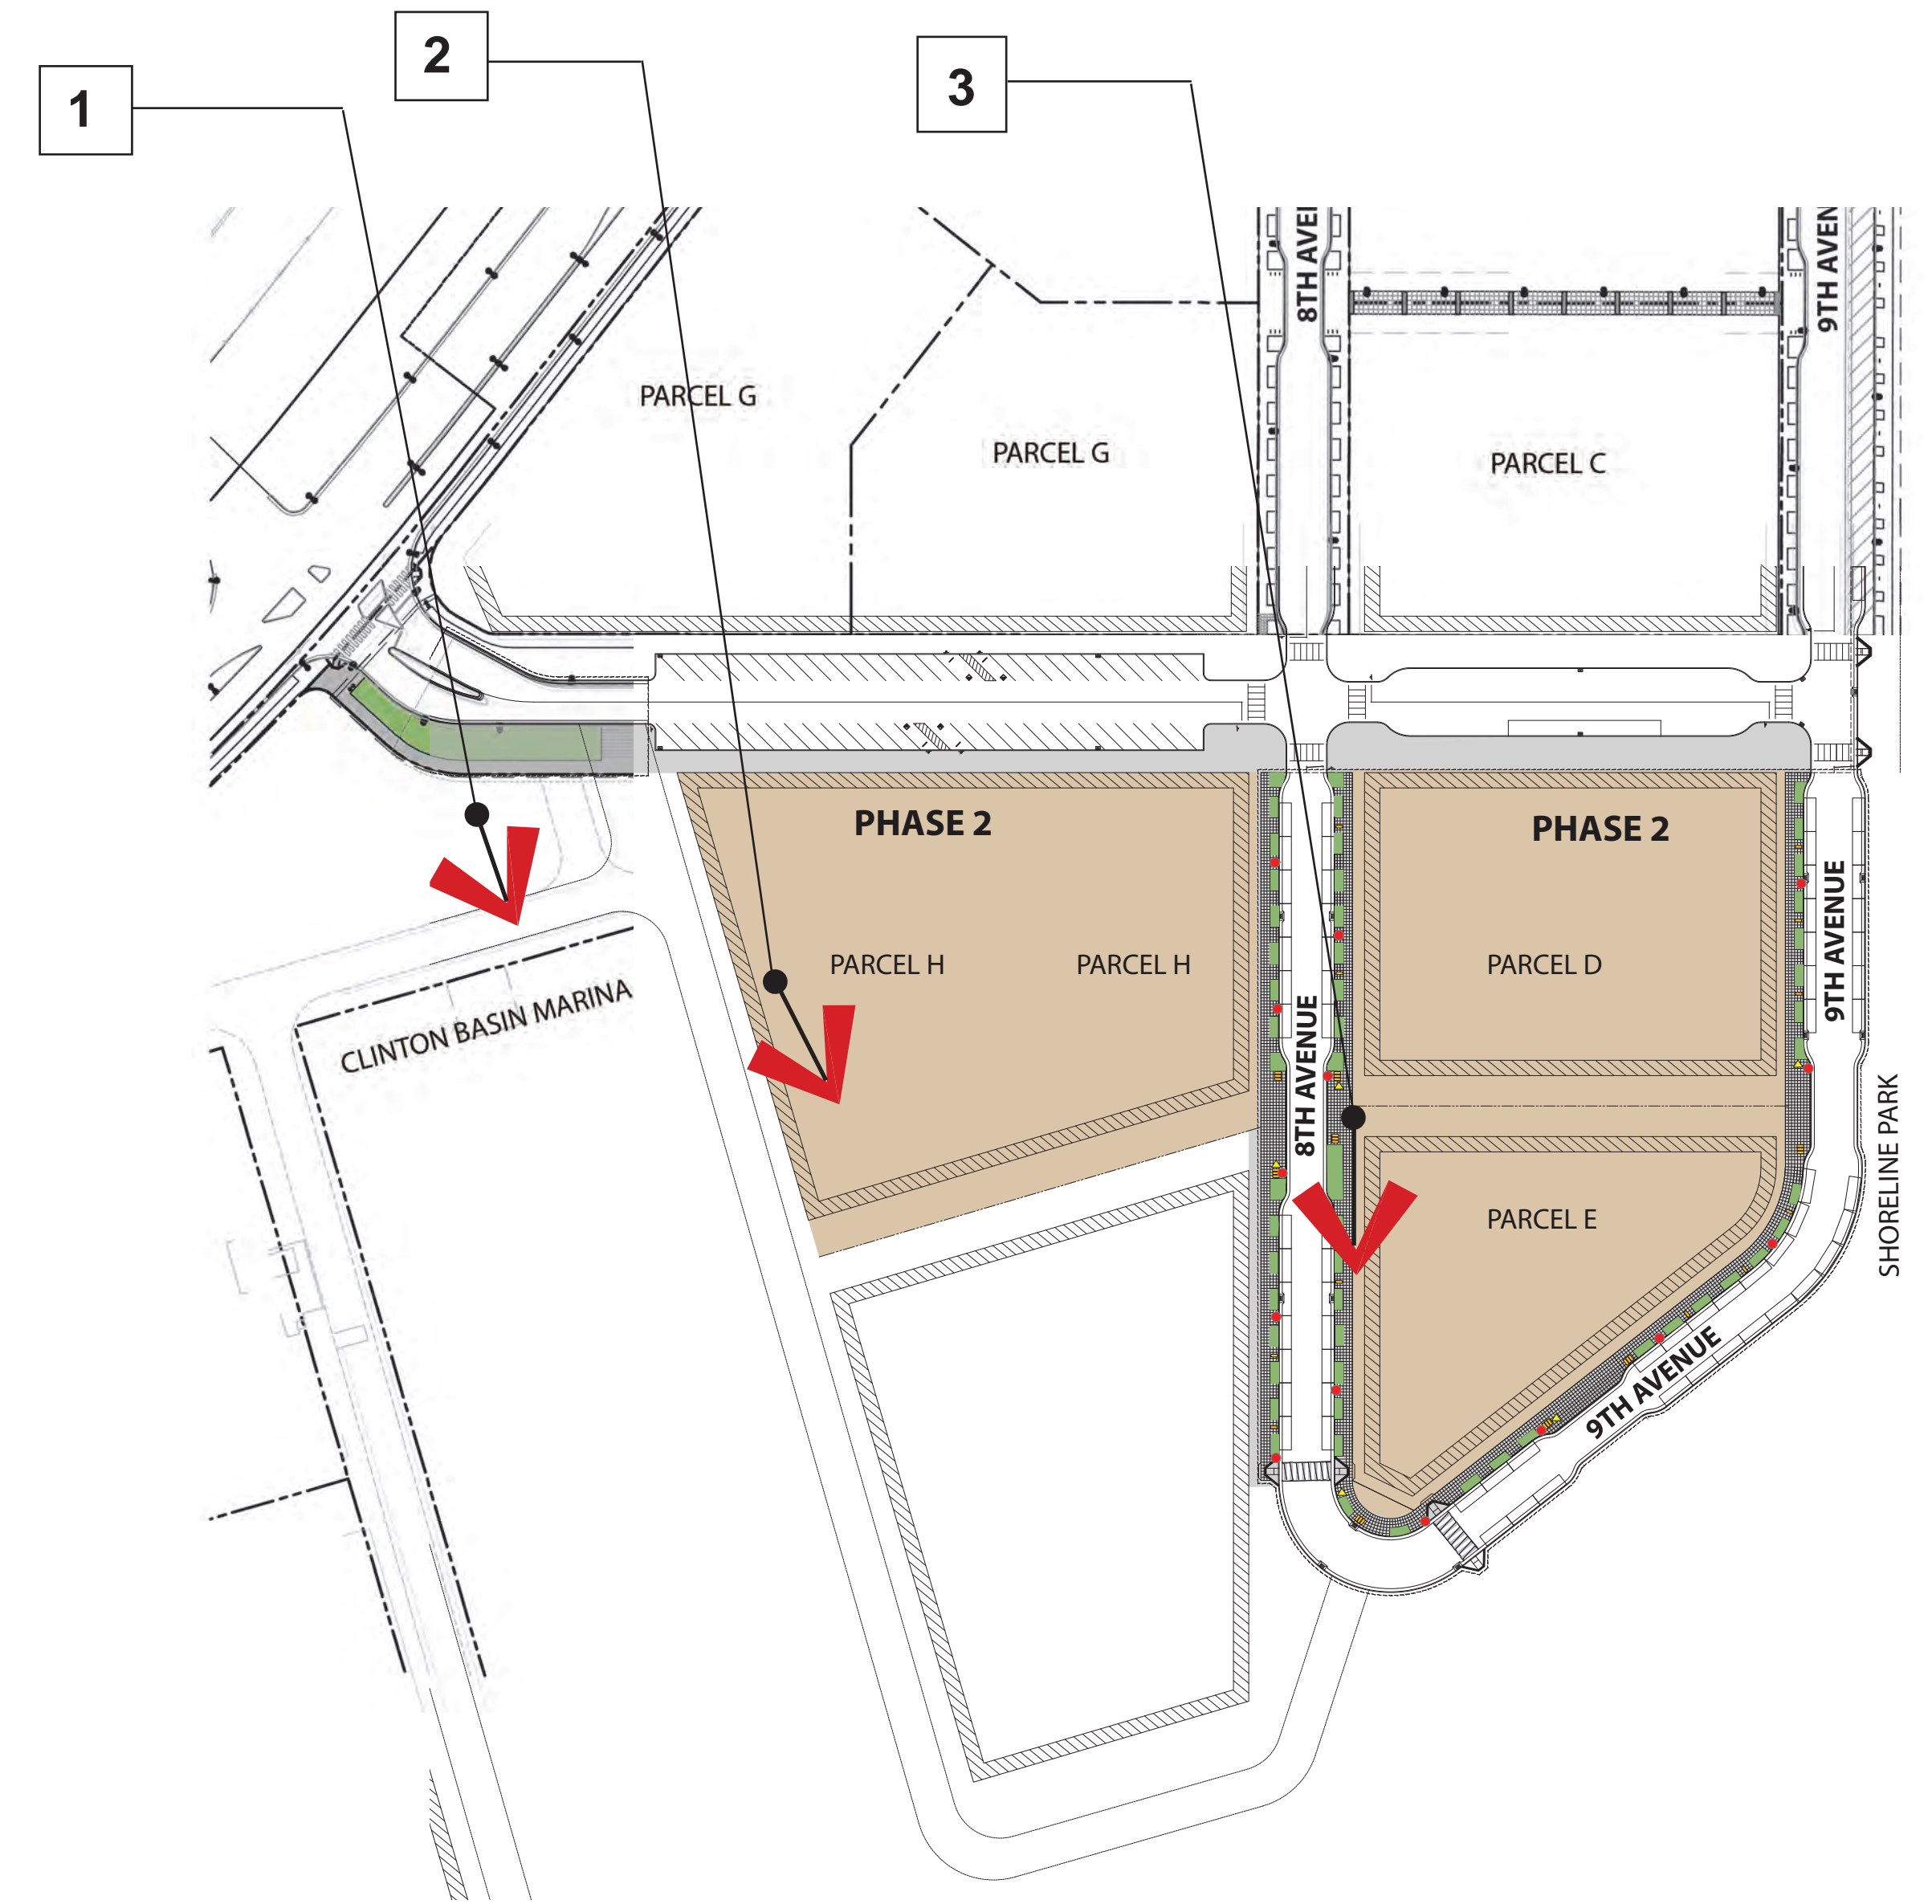 2
3
1
8TH AVE
9TH AVEN
PARCEL G
PARCEL G
PARCEL C
PHASE 2
PHASE 2
9TH AVENUE
PARCEL H
PARCEL H
PARCEL D
CLINTON BASIN MARINA
8TH AVENUE
SHORELINE PARK
PARCEL E
9TH AVENUE